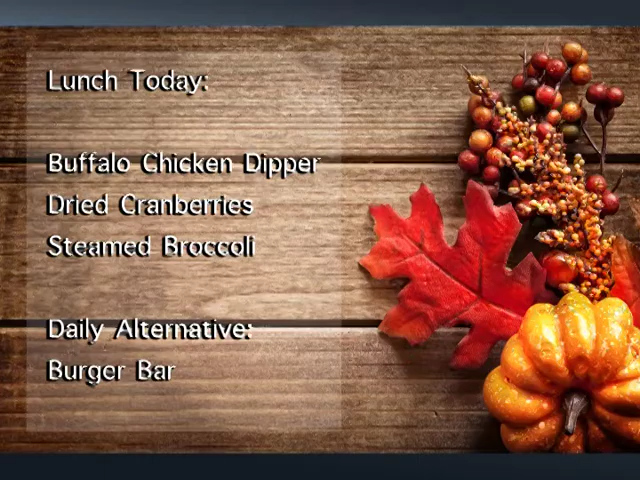 Lunch Today:
Buffalo Chicken Dipper
Dried Cranberries
Steamed Broccoli
Daily Alternative:
Burger Bar